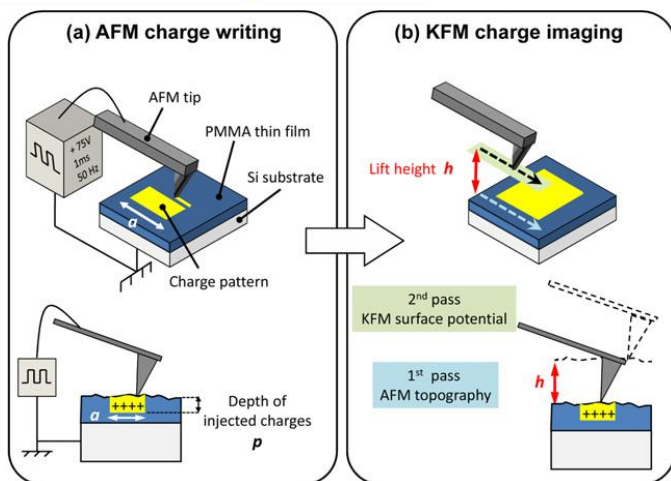 (a) AFM charge writing
AFM tip
PMMA thin film
Si substrate
+ 75V
1ms
50 Hz
a
Charge pattern
Depth of
injected charges
p
a
++++
(b) KFM charge imaging
Lift height h
2nd pass
KFM surface potential
1st pass
AFM topography
h
++++